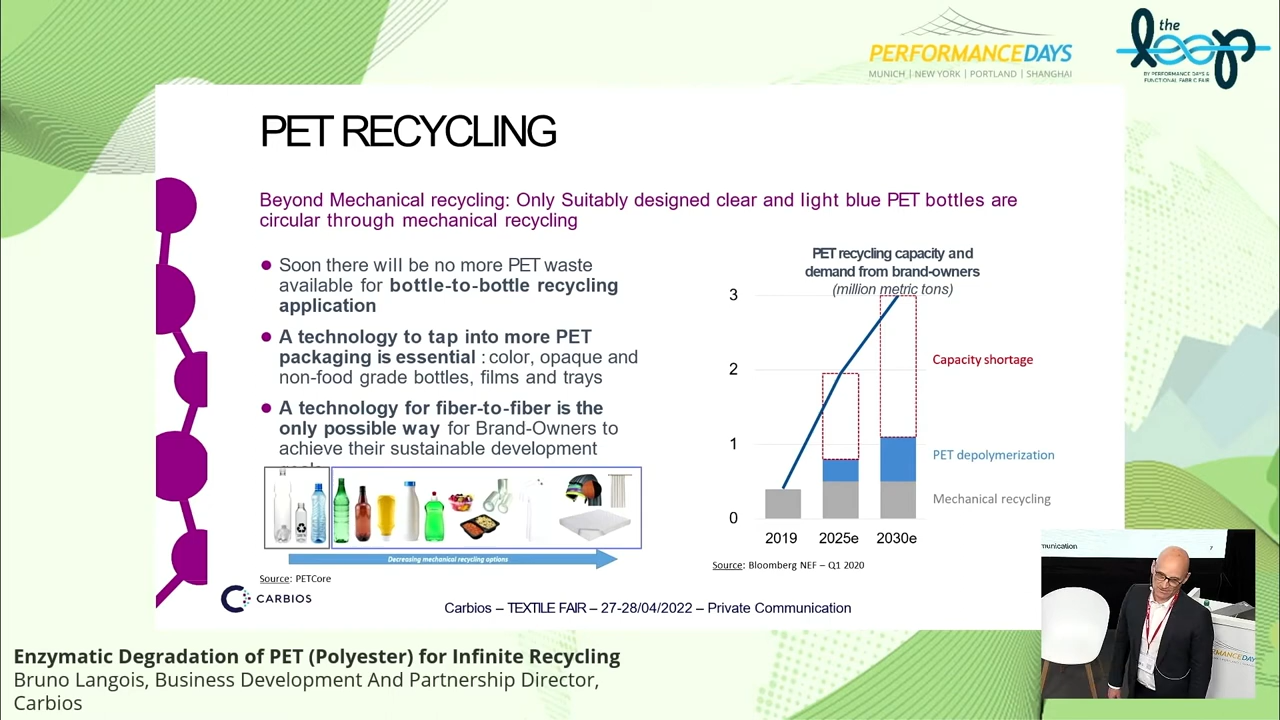 PERFORMANCEDAYS
MUNICH | NEW YORK | PORTLAND | SHANGHAI
the
loop
BY PERFORMANCE DAYS &
FUNCTIONAL FABRIC FAIR
PET RECYCLING
Beyond Mechanical recycling: Only Suitably designed clear and light blue PET bottles are
circular through mechanical recycling
Soon there will be no more PET waste
available for bottle-to-bottle recycling
application
A technology to tap into more PET
packaging is essential : color, opaque and
non-food grade bottles, films and trays
A technology for fiber-to-fiber is the
only possible way for Brand-Owners to
achieve their sustainable development
Decreasing mechanical recycling options
Source: PETCore
PET recycling capacity and
demand from brand-owners
(million metric tons)
3
2
1
0
Capacity shortage
PET depolymerization
Mechanical recycling
2019 2025e 2030e
Source: Bloomberg NEF – Q1 2020
CARBIOS
Carbios – TEXTILE FAIR – 27-28/04/2022 – Private Communication
munication
7
PERFORMANCEDAY
Enzymatic Degradation of PET (Polyester) for Infinite Recycling
Bruno Langois, Business Development And Partnership Director,
Carbios